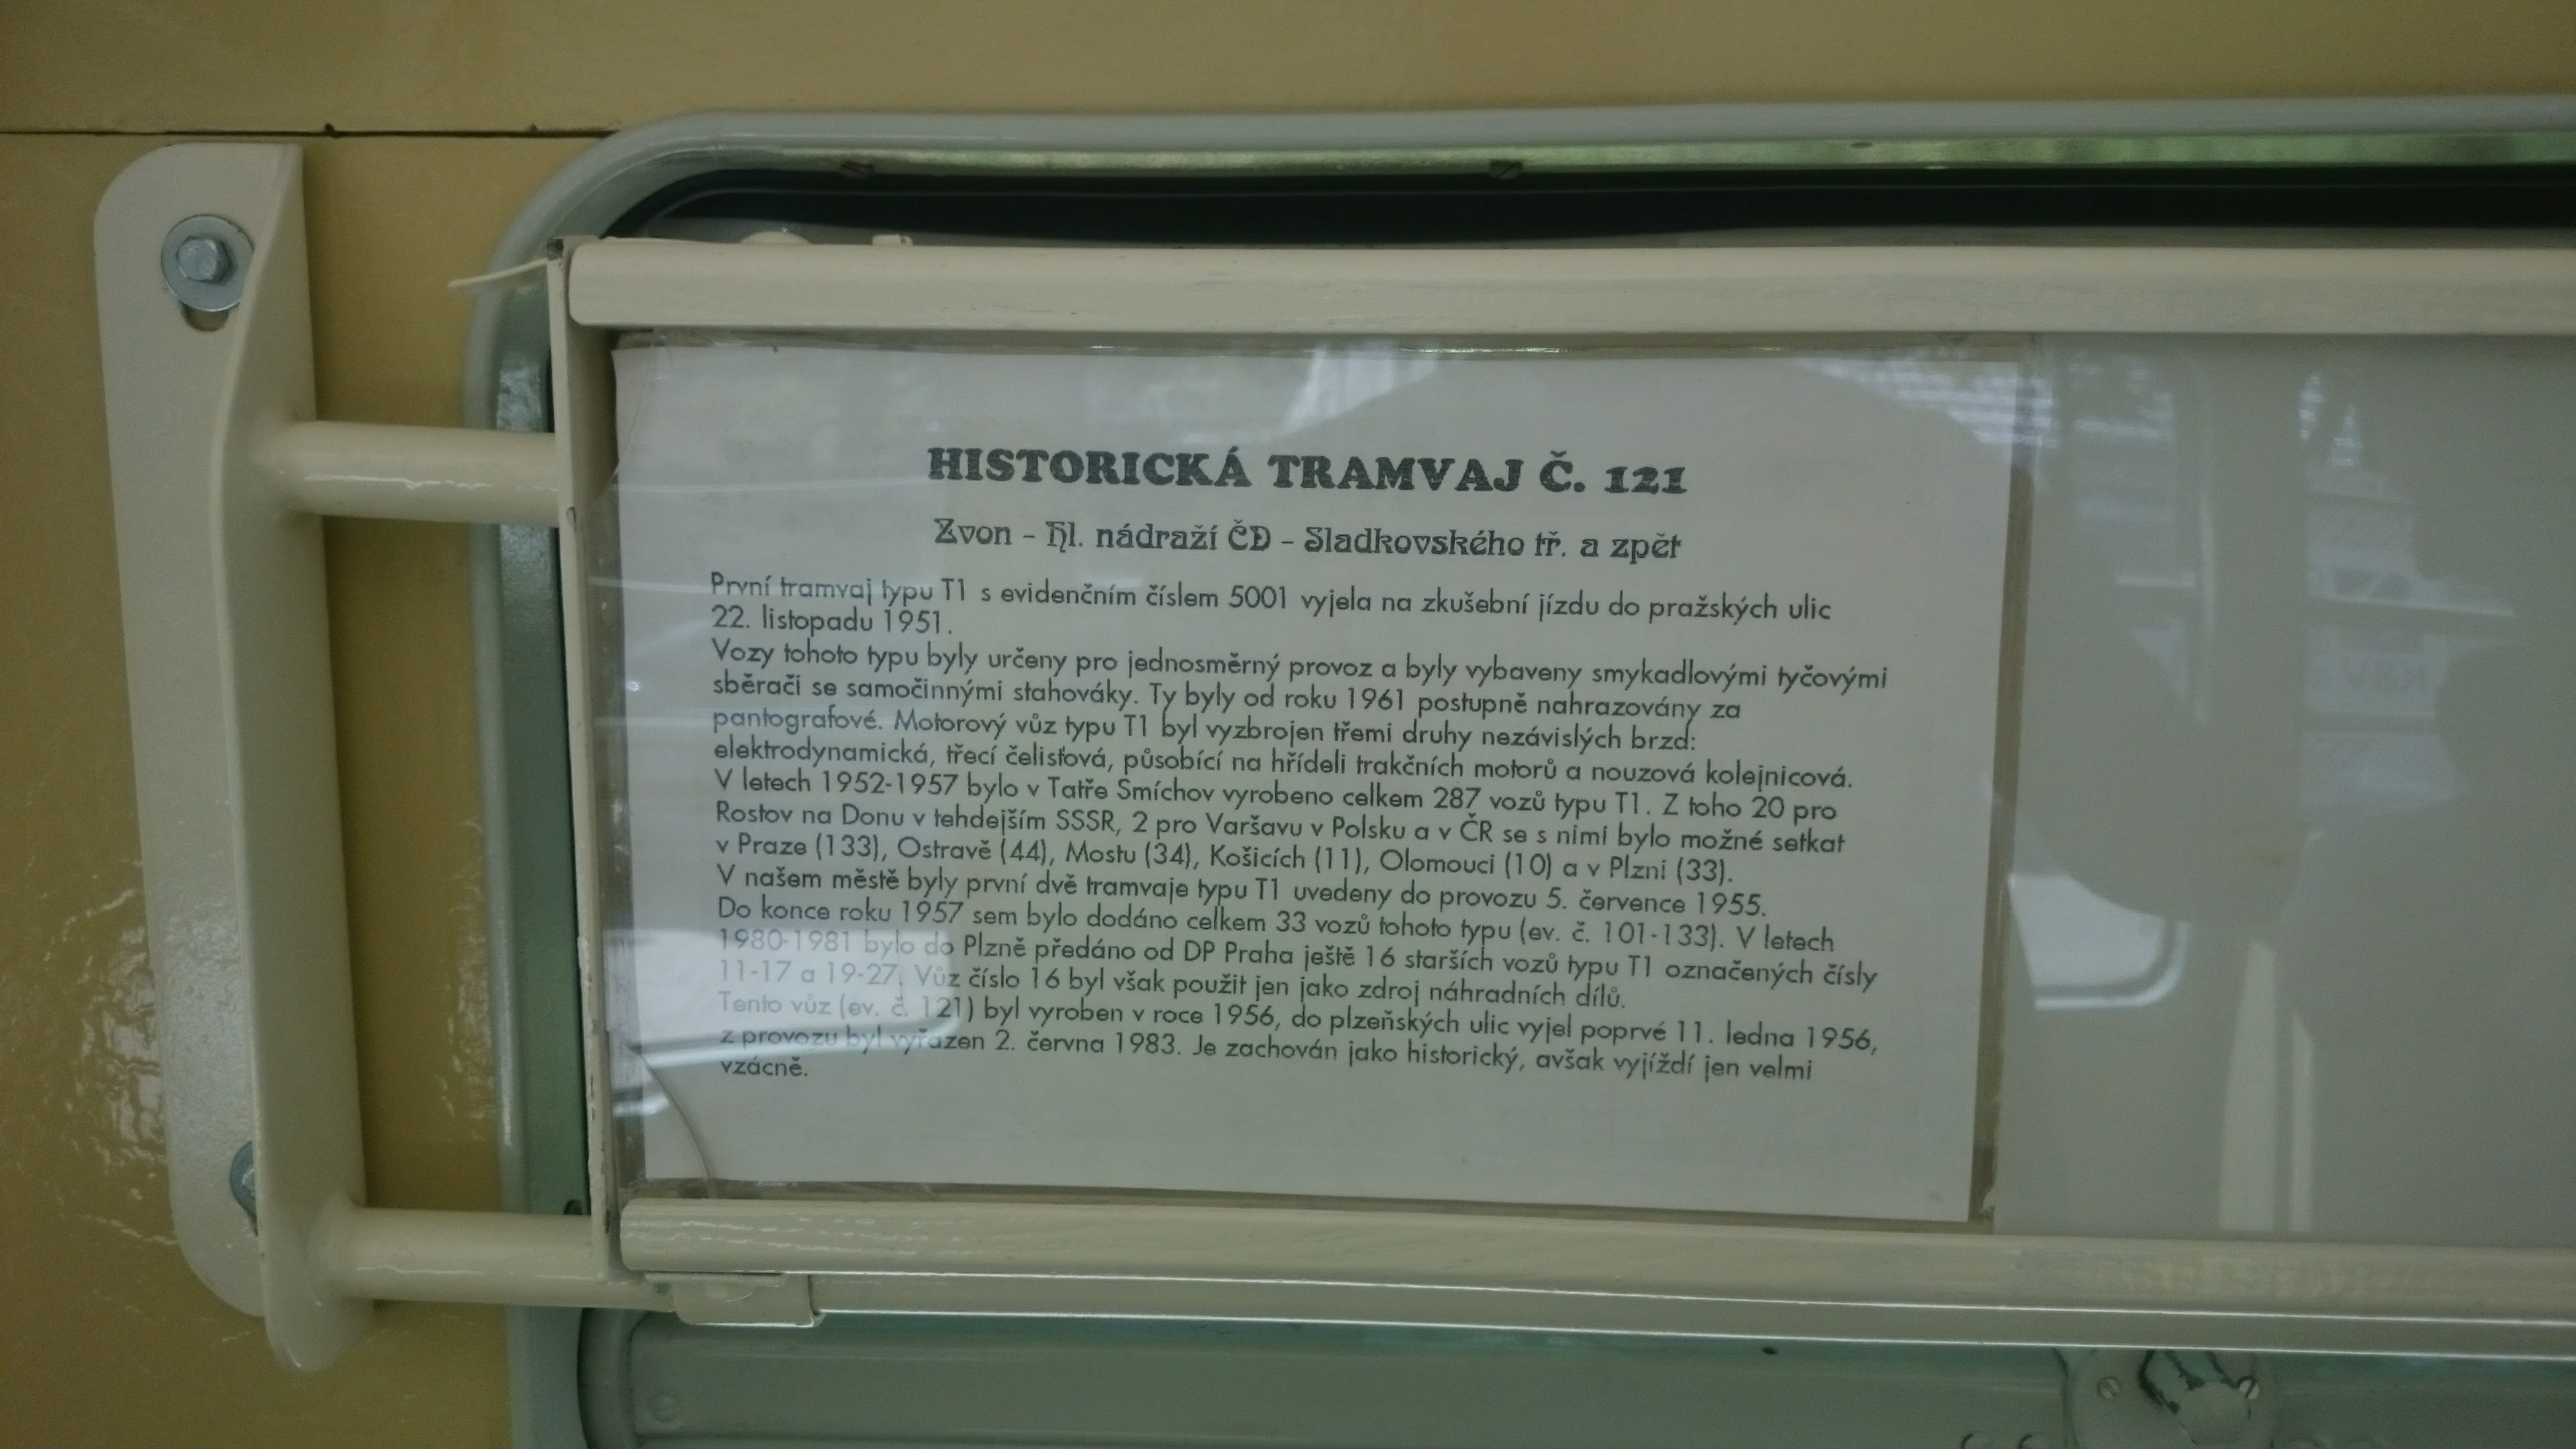 HISTORICKÁ TRAMVAJ Č. 121
Zvon - Hl. nádraží ČD - Sladkovského tř. a zpět
První tramvaj typu T1 s evidenčním číslem 5001 vyjela na zkušební jízdu do pražských ulic
22. listopadu 1951.
Vozy tohoto typu byly určeny pro jednosměrný provoz a byly vybaveny smykadlovými tyčovými
sběrači se samočinnými stahováky. Ty byly od roku 1961 postupně nahrazovány za
pantografové. Motorový vůz typu T1 byl vyzbrojen třemi druhy nezávislých brzd:
elektrodynamická, třecí čelisťová, působící na hřídeli trakčních motorů a nouzová kolejnicová.
V letech 1952-1957 bylo v Tatře Smíchov vyrobeno celkem 287 vozů typu T1. Z toho 20 pro
Rostov na Donu v tehdejším SSSR, 2 pro Varšavu v Polsku a v ČR se s nimi bylo možné setkat
v Praze (133), Ostravě (44), Mostu (34), Košicích (11), Olomouci (10) a v Plzni (33).
V našem městě byly první dvě tramvaje typu T1 uvedeny do provozu 5. července 1955.
Do konce roku 1957 sem bylo dodáno celkem 33 vozů tohoto typu (ev. č. 101-133). V letech
1980-1981 bylo do Plzně předáno od DP Praha ještě 16 starších vozů typu T1 označených čísly
11-17 a 19-27. Vůz číslo 16 byl však použit jen jako zdroj náhradních dílů.
Tento vůz (ev. č. 121) byl vyroben v roce 1956, do plzeňských ulic vyjel poprvé 11. ledna 1956,
z provozu byl vyřazen 2. června 1983. Je zachován jako historický, avšak vyjíždí jen velmi
vzácně.